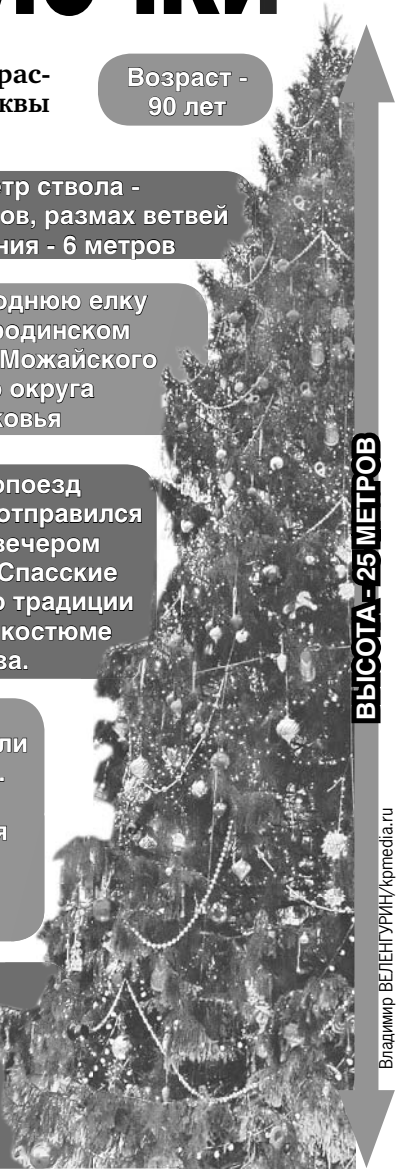 рас-
квы
Возраст -
90 лет
тр ствола -
ов, размах ветвей
ния - 6 метров
однюю елку
родинском
Можайского
о округа
ковья
опоезд
отправился
вечером
Спасские
о традиции
костюме
за.
ли
я
ВЫСОТА - 25 МЕТРОВ
Владимир ВЕЛЕНГУРИН/kpmedia.ru